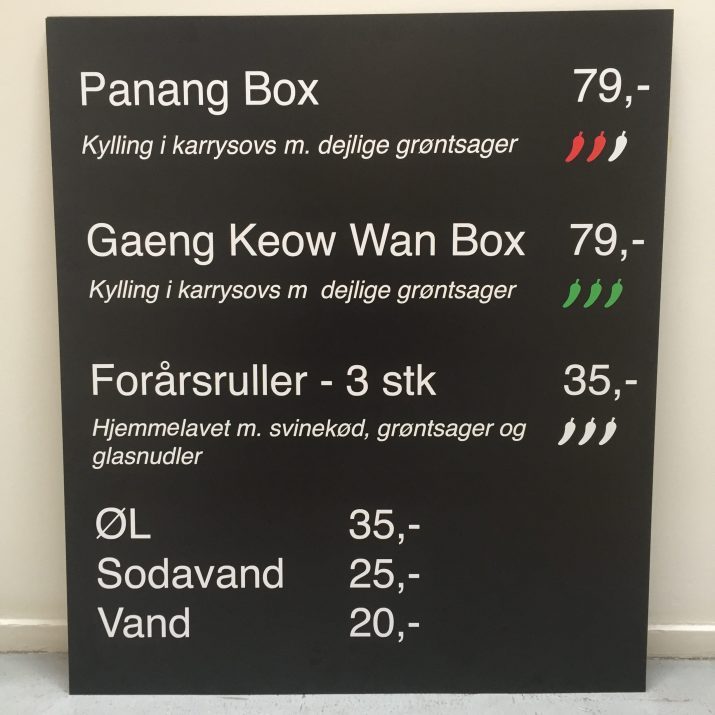 Panang Box 79,-
Kylling i karrysovs m. dejlige grøntsager
Gaeng Keow Wan Box 79,-
Kylling i karrysovs m dejlige grøntsager
Forårsruller - 3 stk 35,-
Hjemmelavet m. svinekød, grøntsager og
glasnudler
ØL 35,-
Sodavand 25,-
Vand 20,-